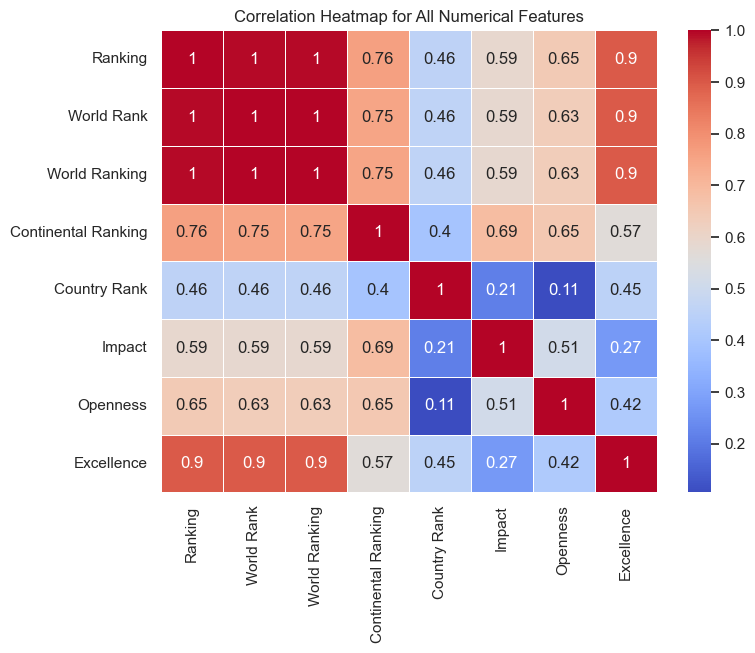 Correlation Heatmap for All Numerical Features
Ranking 1 1 1 0.76 0.46 0.59 0.65 0.9
World Rank 1 1 1 0.75 0.46 0.59 0.63 0.9
World Ranking 1 1 1 0.75 0.46 0.59 0.63 0.9
Continental Ranking 0.76 0.75 0.75 1 0.4 0.69 0.65 0.57
Country Rank 0.46 0.46 0.46 0.4 1 0.21 0.11 0.45
Impact 0.59 0.59 0.59 0.69 0.21 1 0.51 0.27
Openness 0.65 0.63 0.63 0.65 0.11 0.51 1 0.42
Excellence 0.9 0.9 0.9 0.57 0.45 0.27 0.42 1
Ranking
World Rank
World Ranking
Continental Ranking
Country Rank
Impact
Openness
Excellence
1.0
0.9
0.8
0.7
0.6
0.5
0.4
0.3
0.2